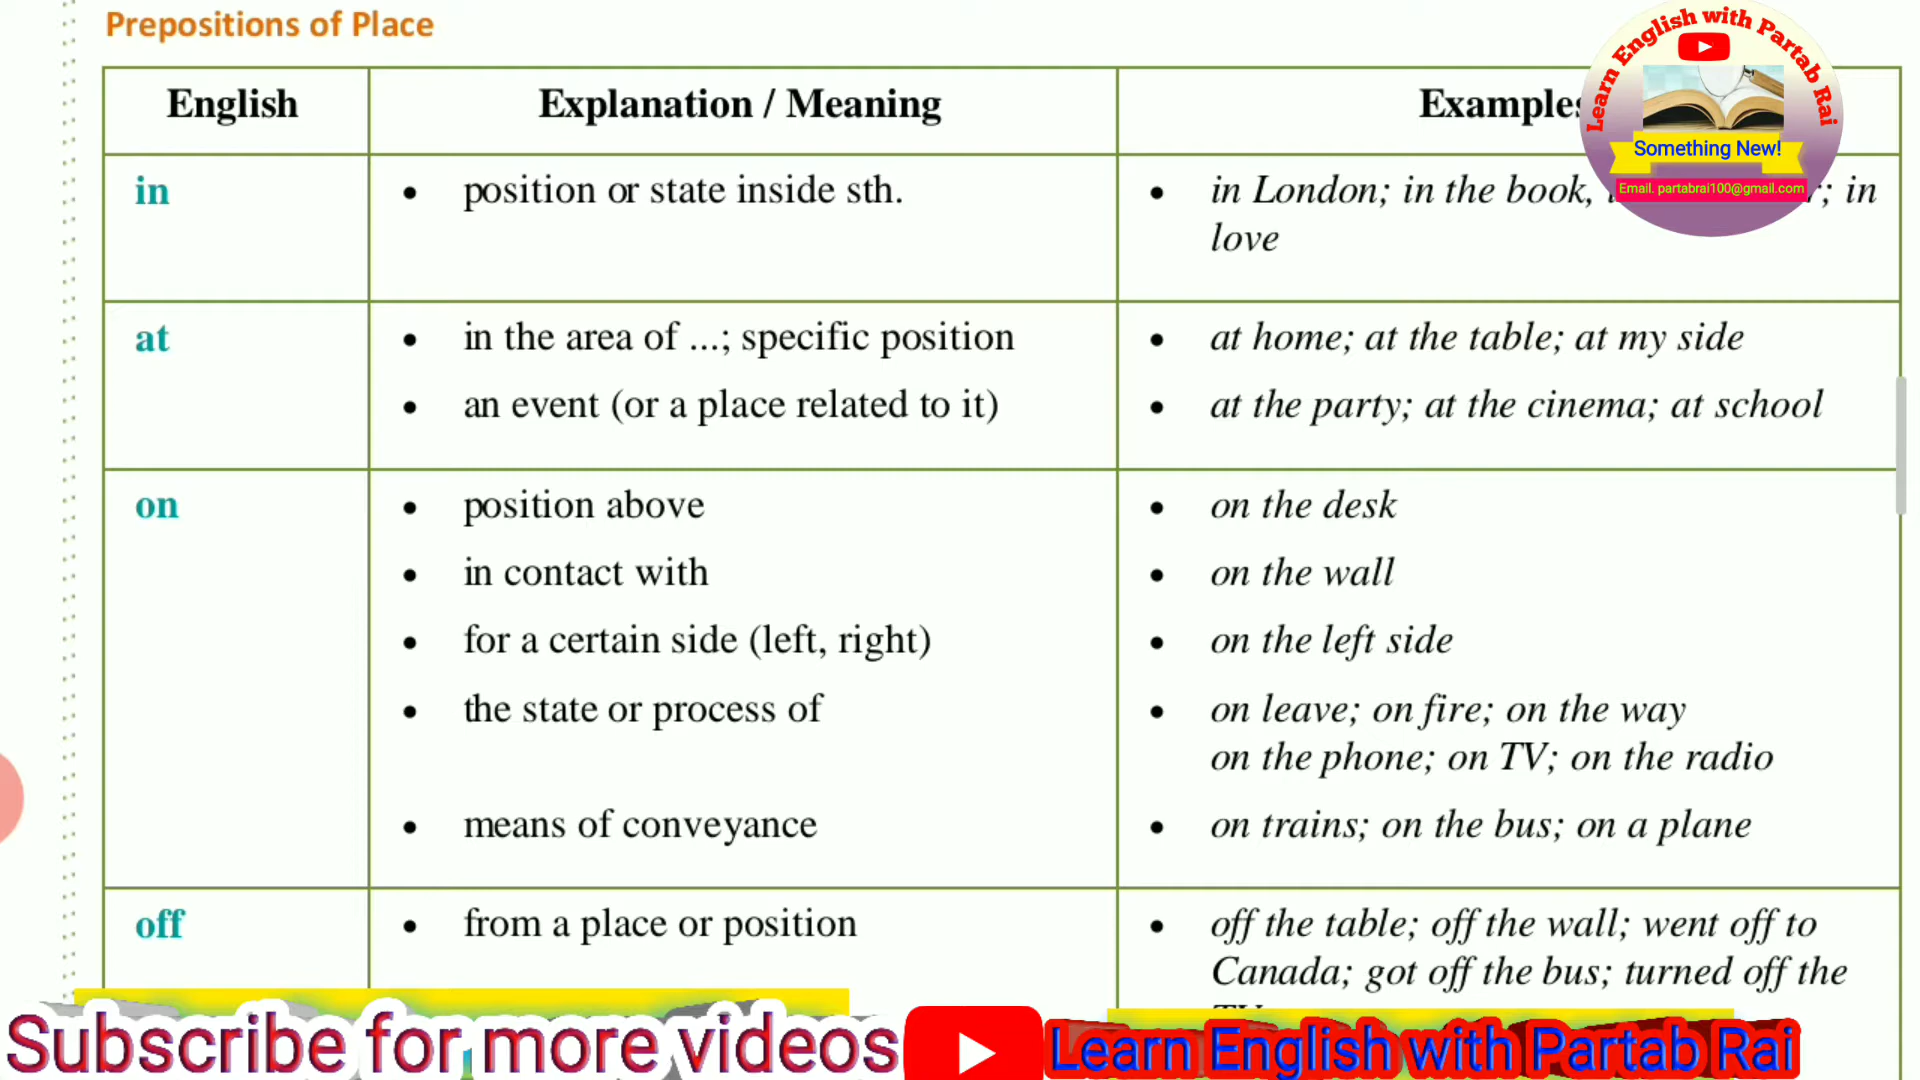 Prepositions of Place
English
Explanation / Meaning
Examples
Learn English with Partab Rai
Something New!
Email. partabrai100@gmail.com
in
• position or state inside sth.
• in London; in the book, ; in
love
at
• in the area of ...; specific position
• at home; at the table; at my side
• an event (or a place related to it)
• at the party; at the cinema; at school
on
• position above
• on the desk
• in contact with
• on the wall
• for a certain side (left, right)
• on the left side
• the state or process of
• on leave; on fire; on the way
on the phone; on TV; on the radio
• means of conveyance
• on trains; on the bus; on a plane
off
• from a place or position
• off the table; off the wall; went off to
Canada; got off the bus; turned off the
Subscribe for more videos
Learn English with Partab Rai